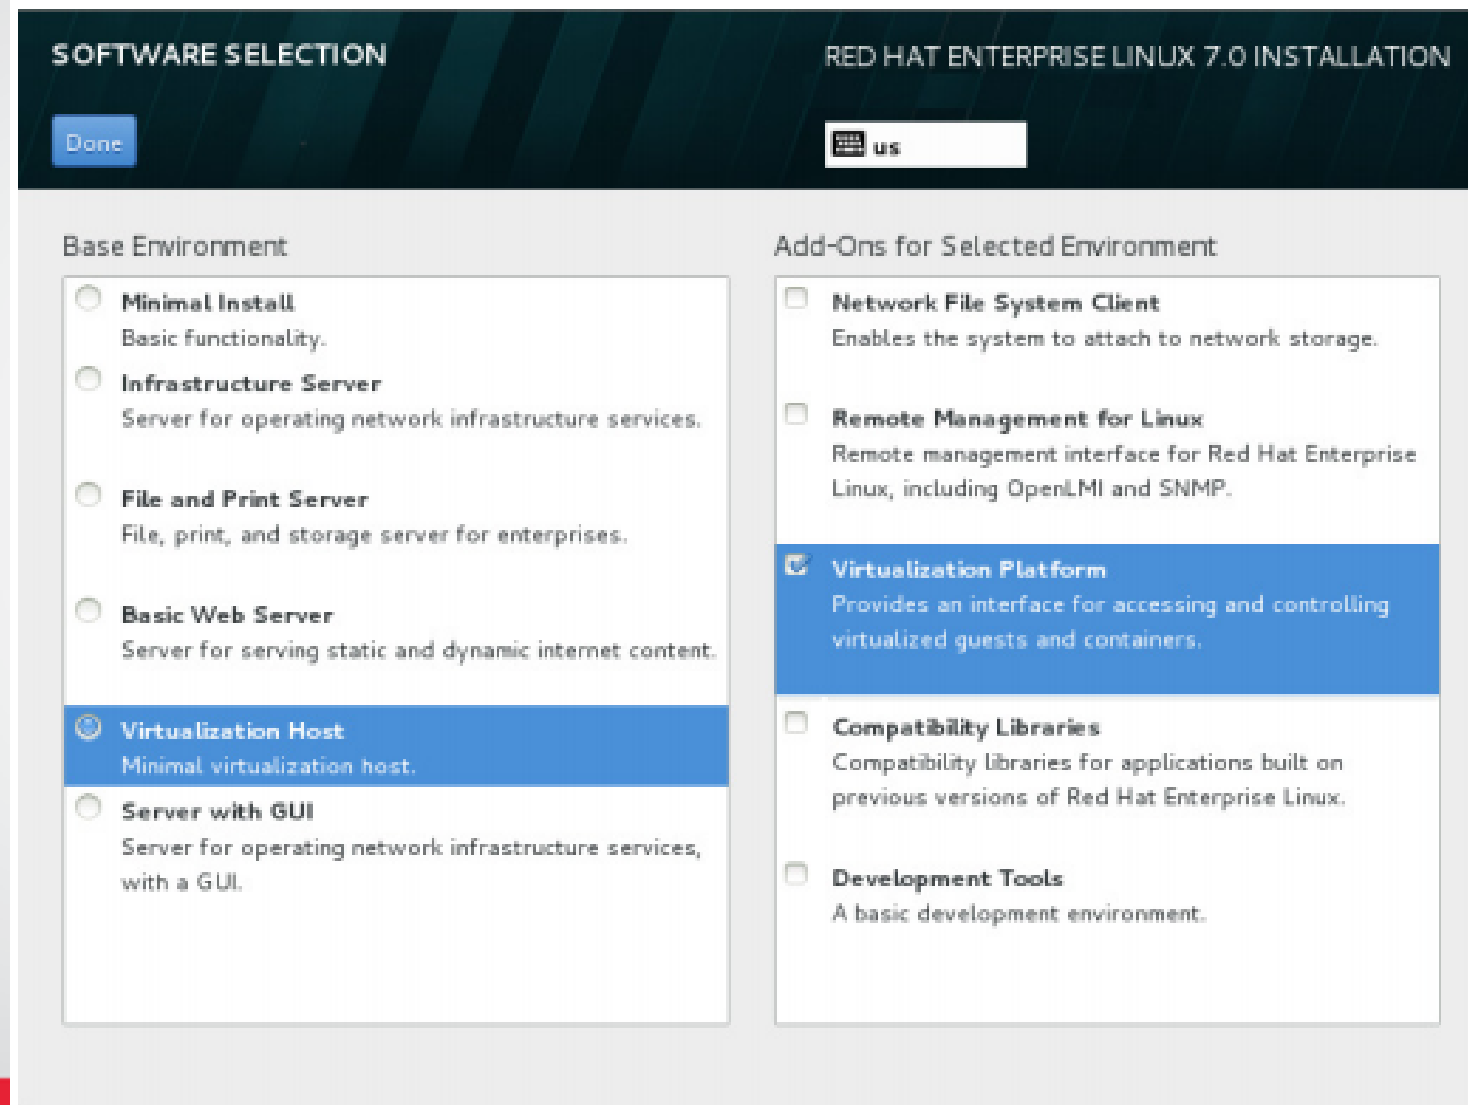 SOFTWARE SELECTION
RED HAT ENTERPRISE LINUX 7.0 INSTALLATION
Done
us
Base Environment
Minimal Install
Basic functionality.
Infrastructure Server
Server for operating network infrastructure services.
File and Print Server
File, print, and storage server for enterprises.
Basic Web Server
Server for serving static and dynamic internet content.
Virtualization Host
Minimal virtualization host.
Server with GUI
Server for operating network infrastructure services,
with a GUI.
Add-Ons for Selected Environment
Network File System Client
Enables the system to attach to network storage.
Remote Management for Linux
Remote management interface for Red Hat Enterprise
Linux, including OpenLMI and SNMP.
Virtualization Platform
Provides an interface for accessing and controlling
virtualized guests and containers.
Compatibility Libraries
Compatibility libraries for applications built on
previous versions of Red Hat Enterprise Linux.
Development Tools
A basic development environment.